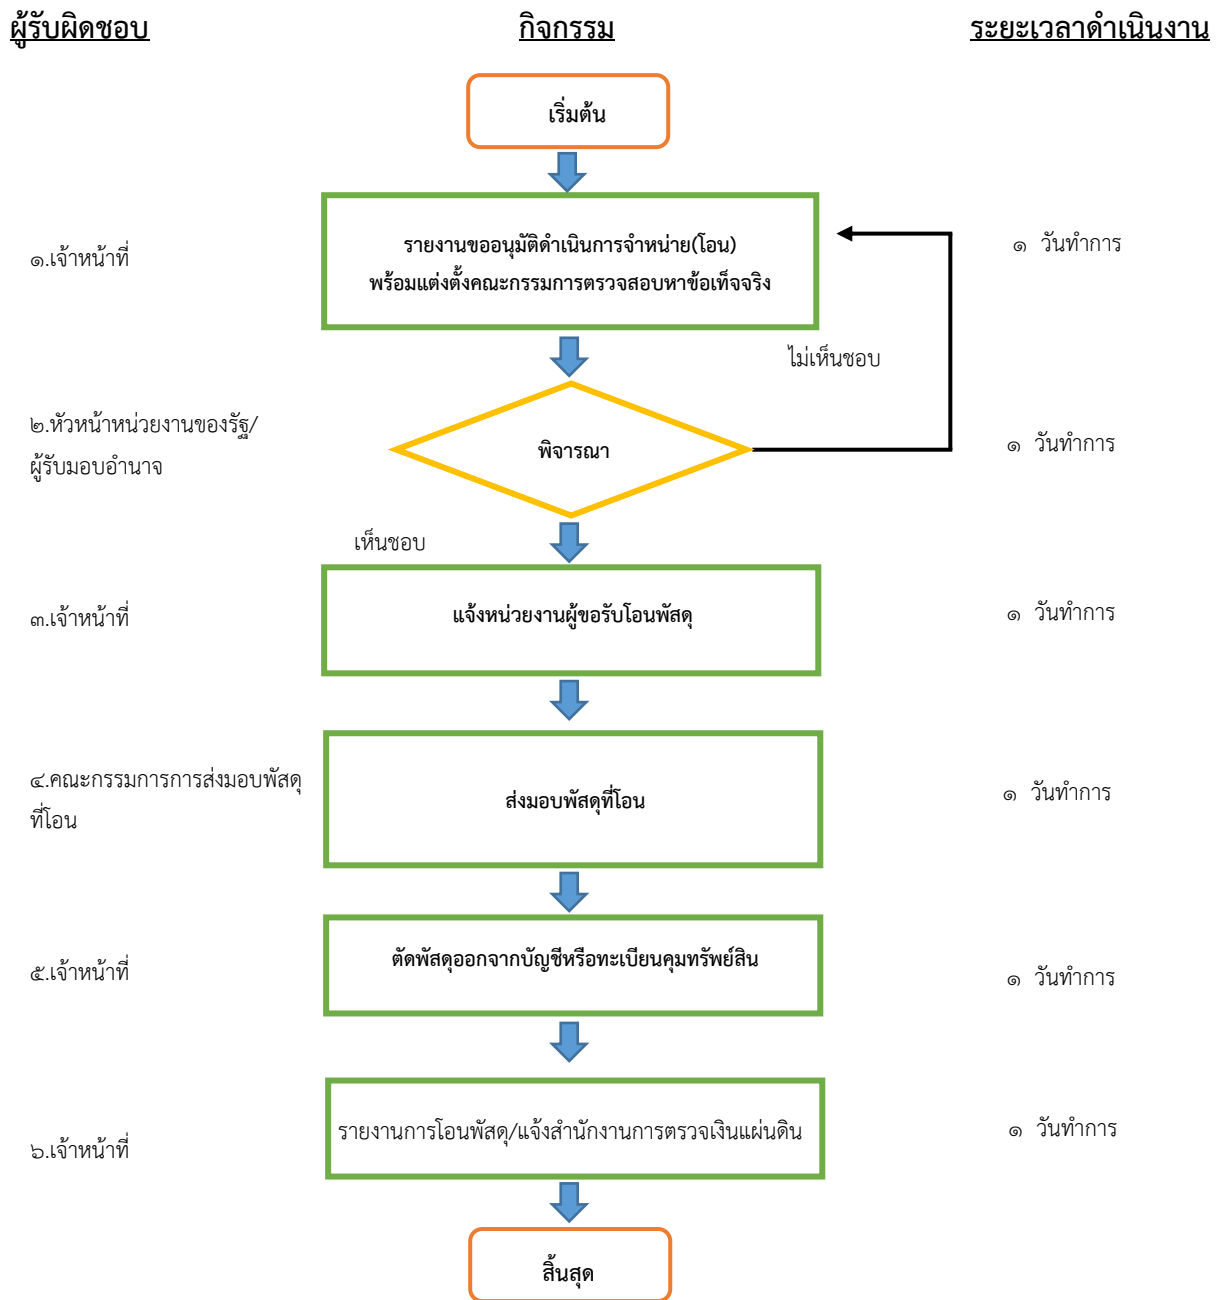 ผู้รับผิดชอบ กิจกรรม ระยะเวลาดำเนินงาน
เริ่มต้น
๑.เจ้าหน้าที่
รายงานขออนุมัติดำเนินการจำหน่าย(โอน)
พร้อมแต่งตั้งคณะกรรมการตรวจสอบหาข้อเท็จจริง
๑ วันทำการ
ไม่เห็นชอบ
๒.หัวหน้าหน่วยงานของรัฐ/
ผู้รับมอบอำนาจ
พิจารณา
๑ วันทำการ
เห็นชอบ
๓.เจ้าหน้าที่
แจ้งหน่วยงานผู้ขอรับโอนพัสดุ
๑ วันทำการ
๔.คณะกรรมการการส่งมอบพัสดุ
ที่โอน
ส่งมอบพัสดุที่โอน
๑ วันทำการ
๕.เจ้าหน้าที่
ตัดพัสดุออกจากบัญชีหรือทะเบียนคุมทรัพย์สิน
๑ วันทำการ
๖.เจ้าหน้าที่
รายงานการโอนพัสดุ/แจ้งสำนักงานการตรวจเงินแผ่นดิน
๑ วันทำการ
สิ้นสุด